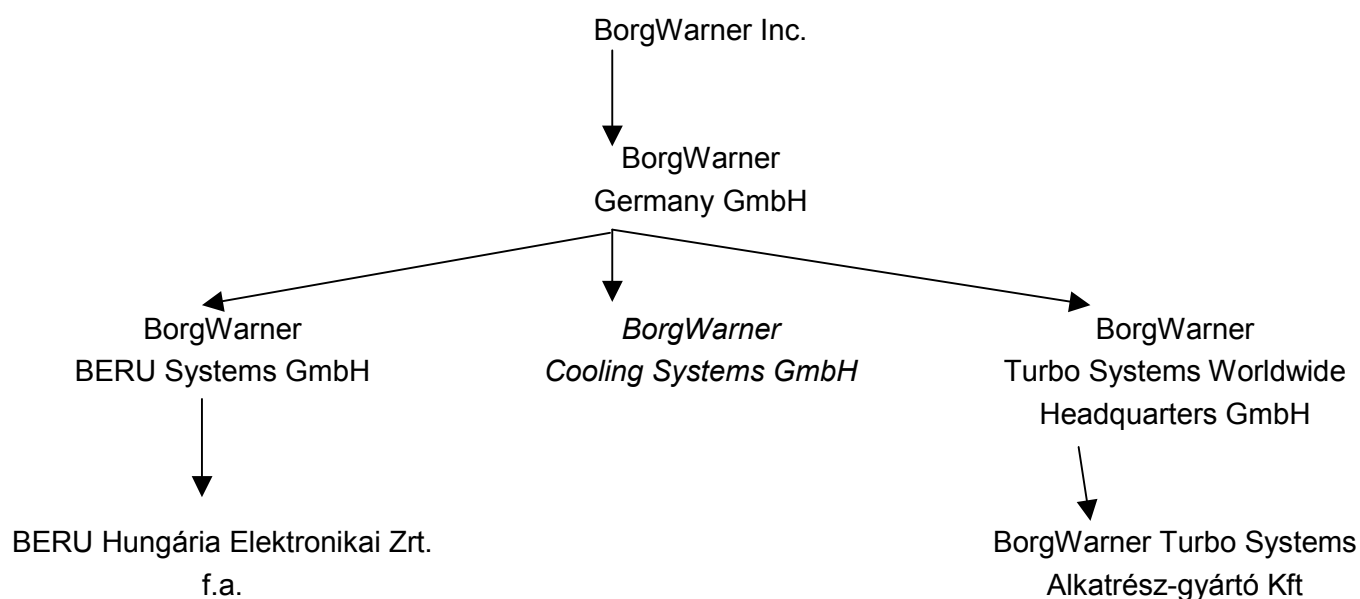 BorgWarner Inc.
BorgWarner
Germany GmbH
BorgWarner
BERU Systems GmbH
BorgWarner
Cooling Systems GmbH
BorgWarner
Turbo Systems Worldwide
Headquarters GmbH
BERU Hungária Elektronikai Zrt.
f.a.
BorgWarner Turbo Systems
Alkatrész-gyártó Kft